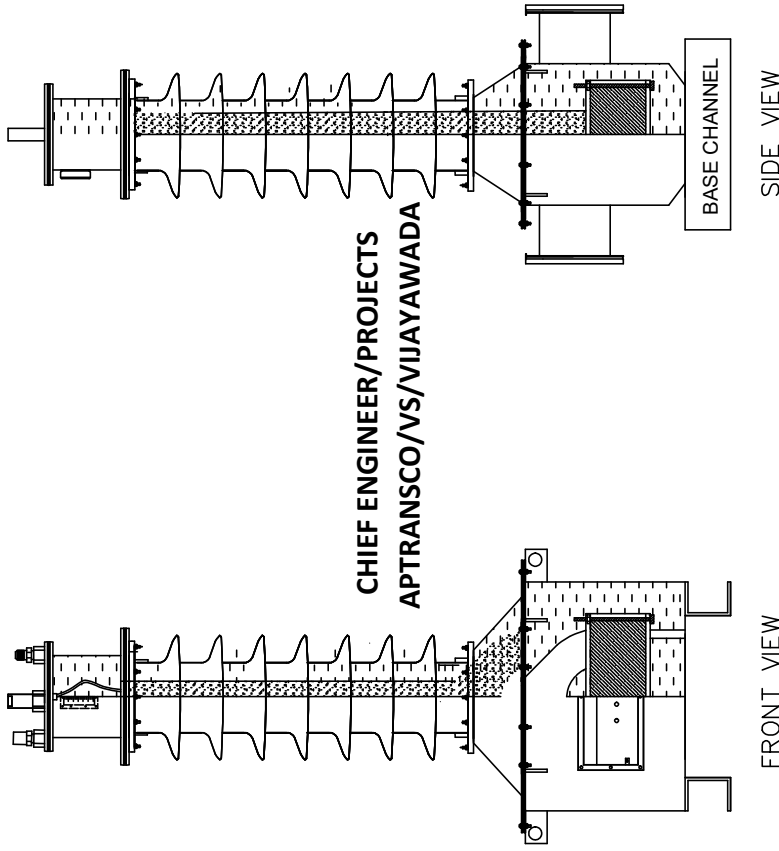 CHIEF ENGINEER/PROJECTS
APTRANSCO/VS/VIJAYAWADA
BASE CHANNEL
SIDE VIEW
FRONT VIEW